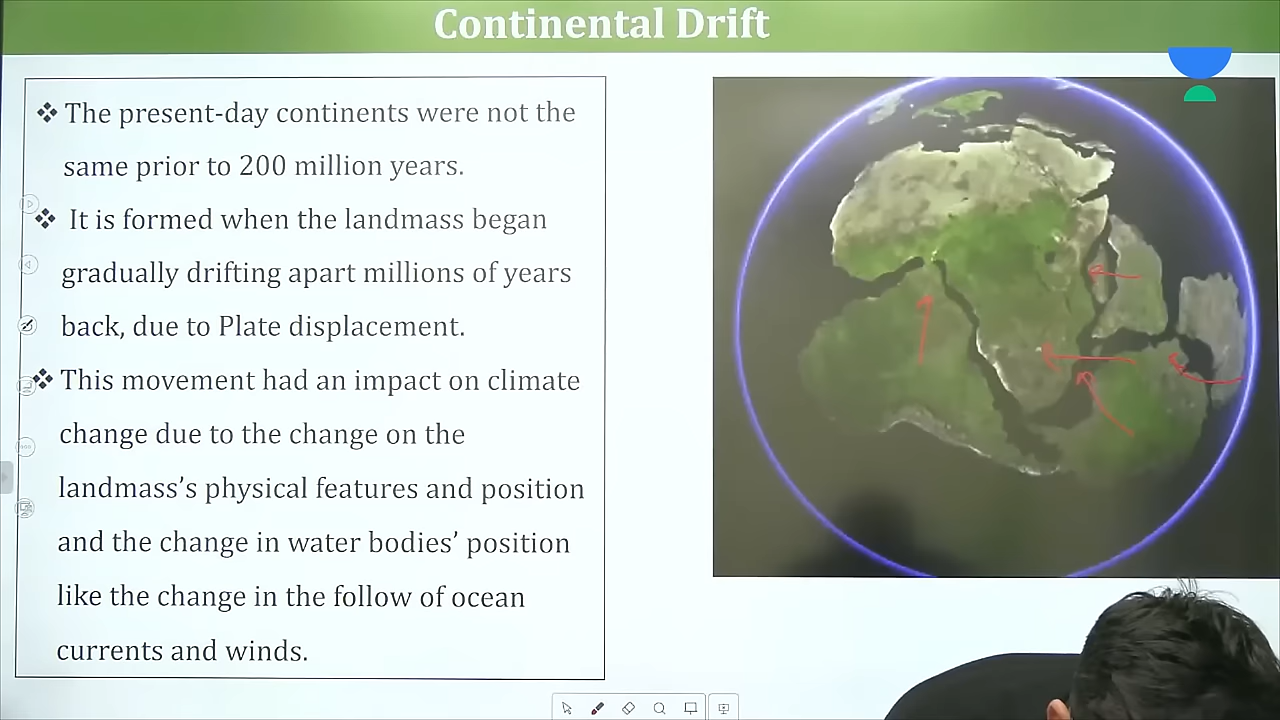 Continental Drift
❖ The present-day continents were not the
same prior to 200 million years.
❖ It is formed when the landmass began
gradually drifting apart millions of years
back, due to Plate displacement.
❖ This movement had an impact on climate
change due to the change on the
landmass’s physical features and position
and the change in water bodies’ position
like the change in the follow of ocean
currents and winds.